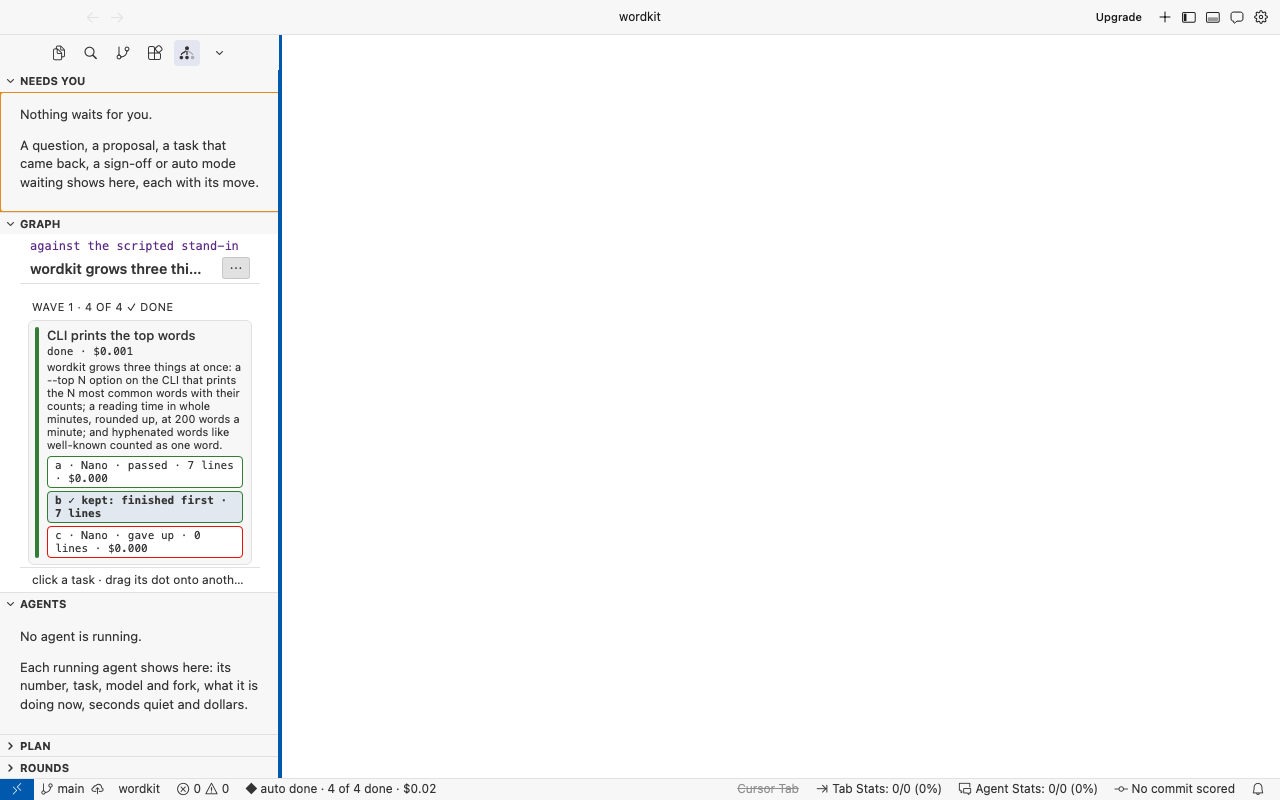 wordkit
Upgrade
NEEDS YOU
Nothing waits for you.
A question, a proposal, a task that
came back, a sign-off or auto mode
waiting shows here, each with its move.
GRAPH
against the scripted stand-in
wordkit grows three thi...
WAVE 1 · 4 OF 4 ✓ DONE
CLI prints the top words
done · $0.001
wordkit grows three things at once: a
--top N option on the CLI that prints
the N most common words with their
counts; a reading time in whole
minutes, rounded up, at 200 words a
minute; and hyphenated words like
well-known counted as one word.
a · Nano · passed · 7 lines
· $0.000
b ✓ kept: finished first ·
7 lines
c · Nano · gave up · 0
lines · $0.000
click a task · drag its dot onto anoth...
AGENTS
No agent is running.
Each running agent shows here: its
number, task, model and fork, what it is
doing now, seconds quiet and dollars.
PLAN
ROUNDS
main wordkit 0 0 auto done · 4 of 4 done · $0.02 Cursor Tab Tab Stats: 0/0 (0%) Agent Stats: 0/0 (0%) No commit scored